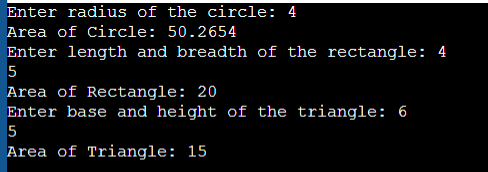 Enter radius of the circle: 4
Area of Circle: 50.2654
Enter length and breadth of the rectangle: 4
5
Area of Rectangle: 20
Enter base and height of the triangle: 6
5
Area of Triangle: 15